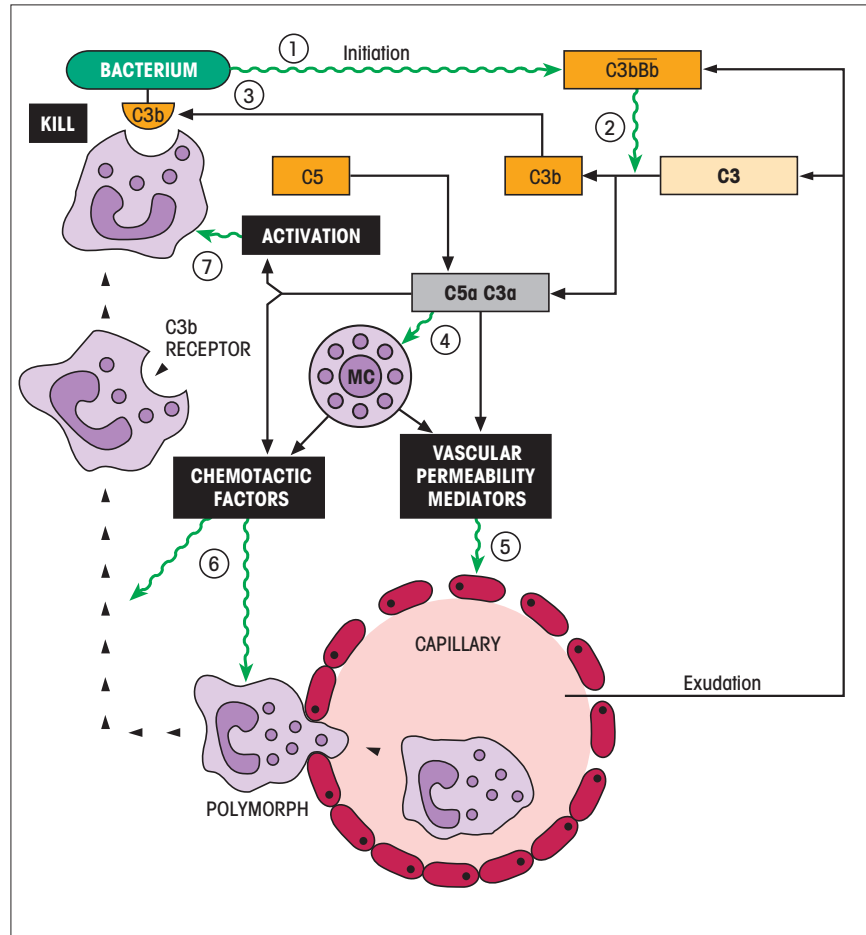 1
Initiation
BACTERIUM
C3bBb
3
C3b
KILL
2
C5
C3b
C3
ACTIVATION
7
C5a C3a
C3b
RECEPTOR
4
MC
CHEMOTACTIC
FACTORS
VASCULAR
PERMEABILITY
MEDIATORS
5
6
CAPILLARY
Exudation
POLYMORPH